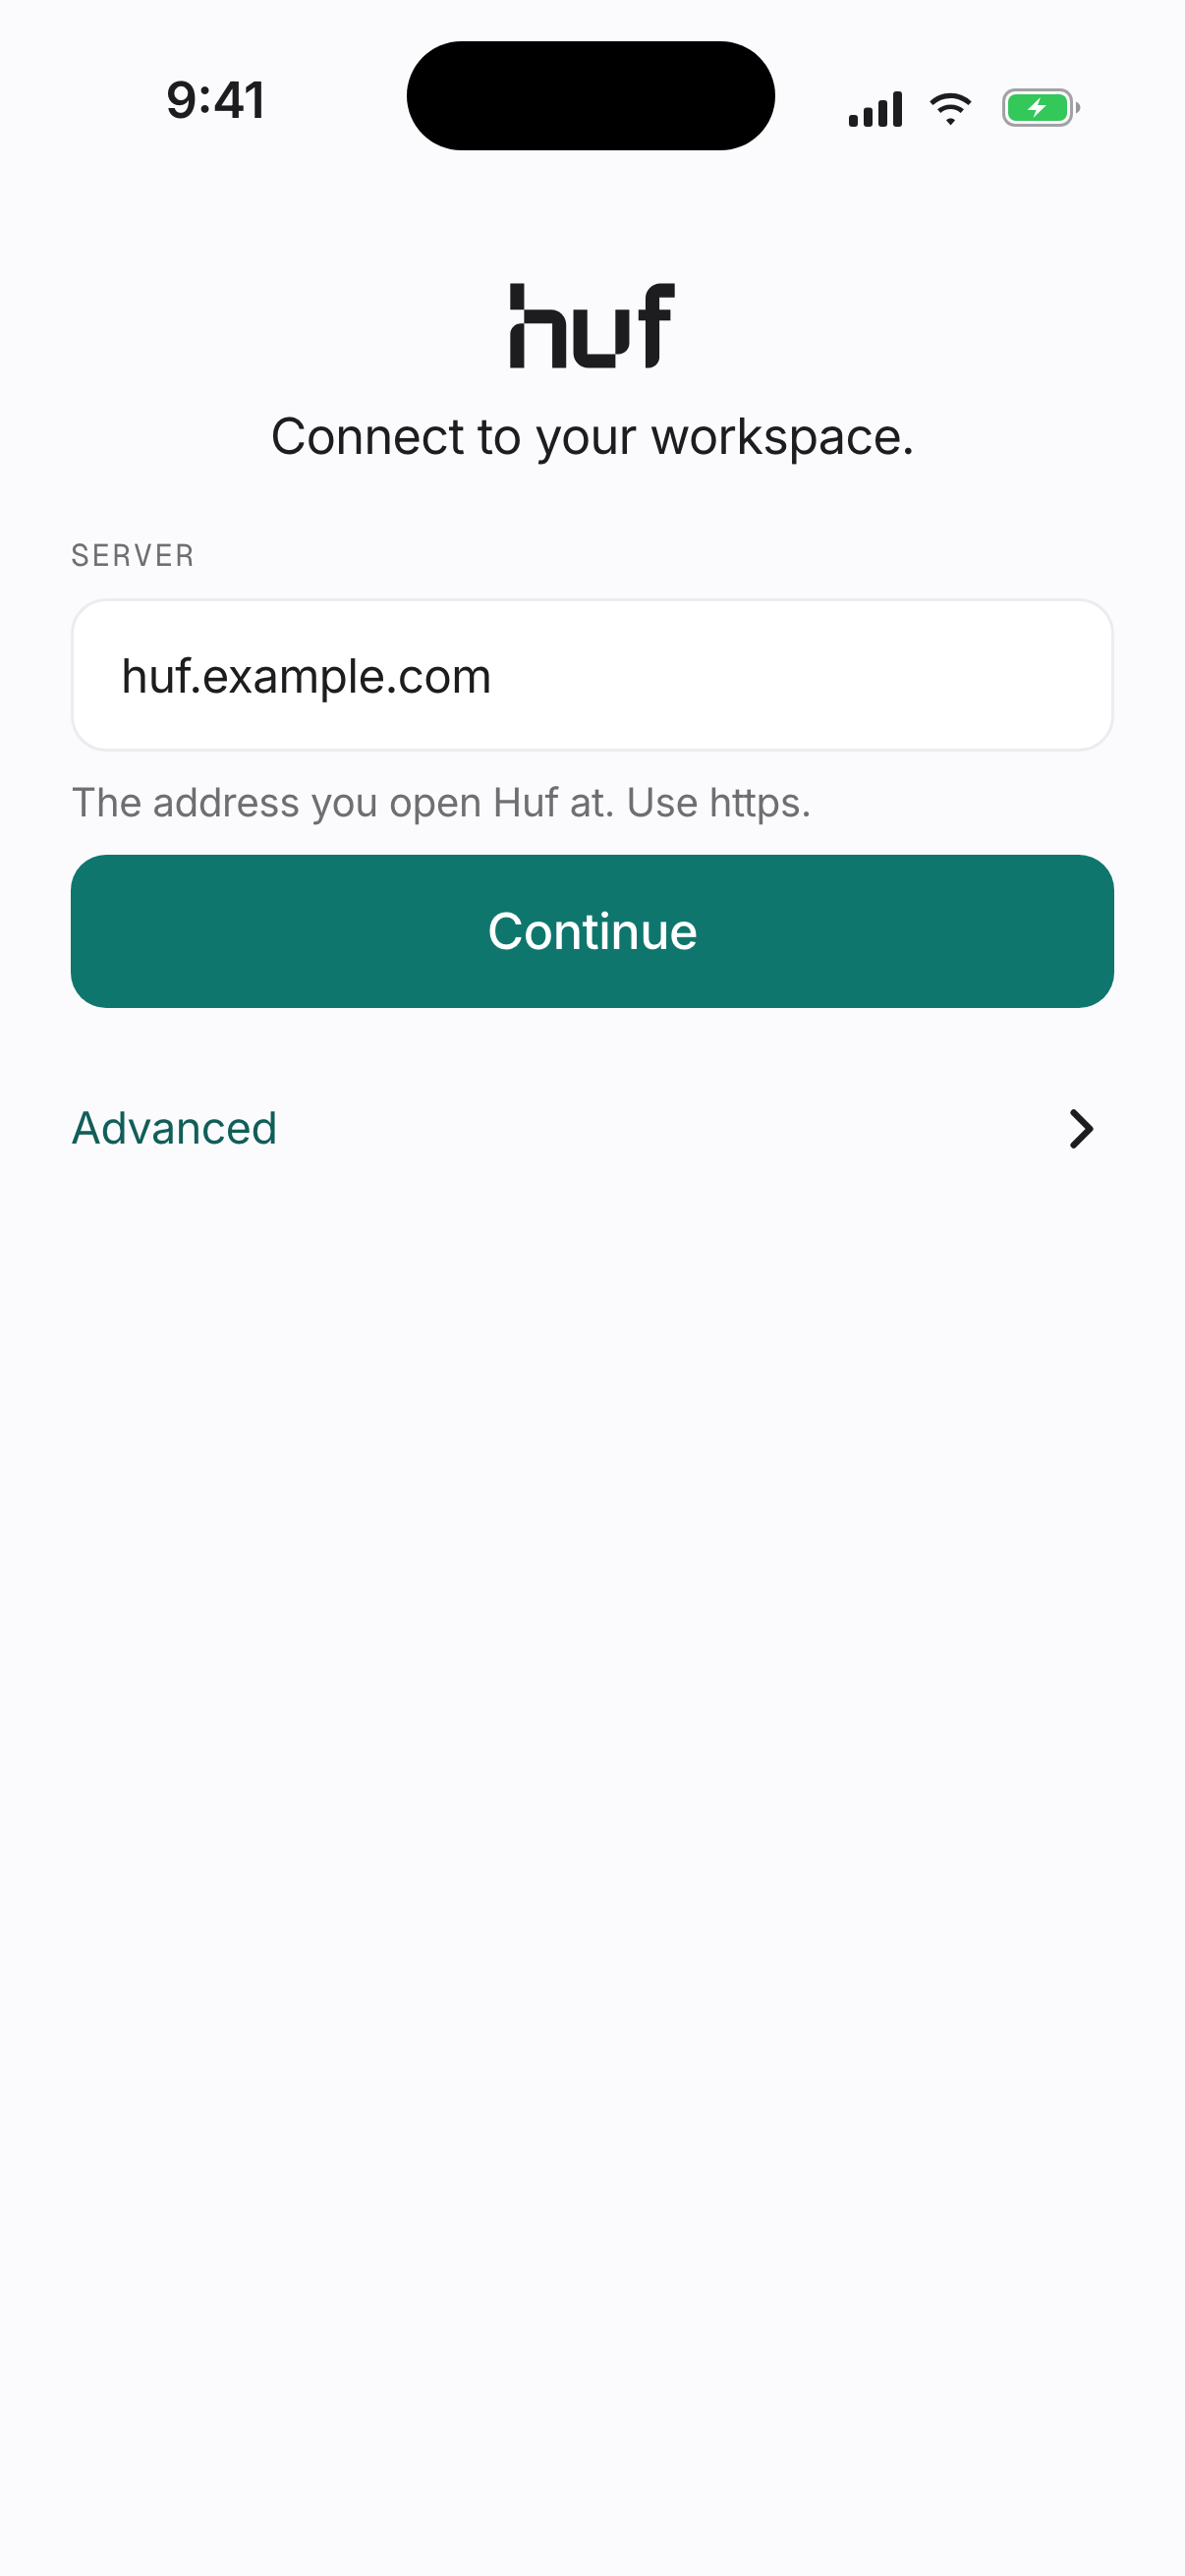 9:41
huf
Connect to your workspace.
SERVER
huf.example.com
The address you open Huf at. Use https.
Continue
Advanced